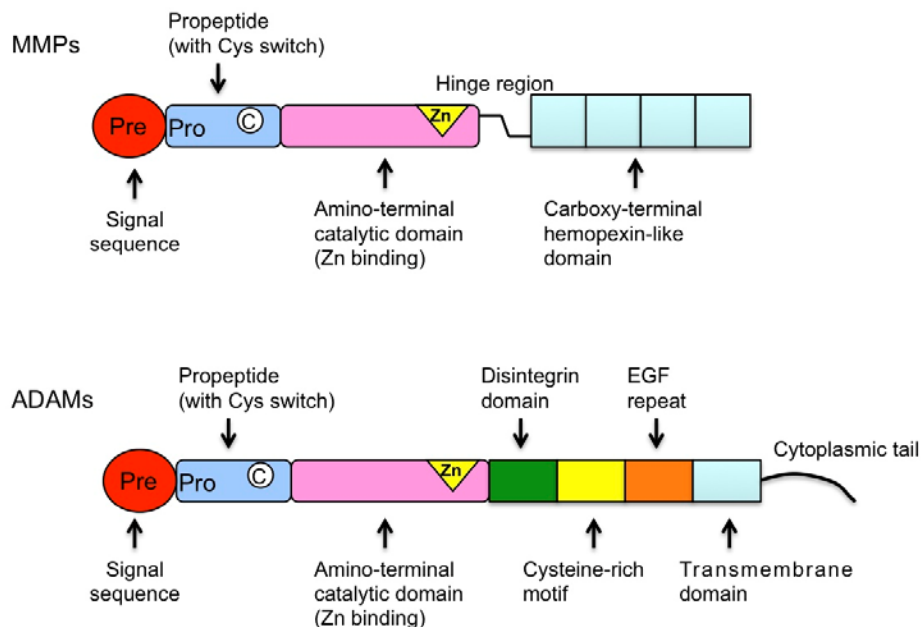 MMPs
Propeptide
(with Cys switch)
Hinge region
Pre
Pro
C
Zn
Signal
sequence
Amino-terminal
catalytic domain
(Zn binding)
Carboxy-terminal
hemopexin-like
domain
ADAMs
Propeptide
(with Cys switch)
Disintegrin
domain
EGF
repeat
Cytoplasmic tail
Pre
Pro
C
Zn
Signal
sequence
Amino-terminal
catalytic domain
(Zn binding)
Cysteine-rich
motif
Transmembrane
domain